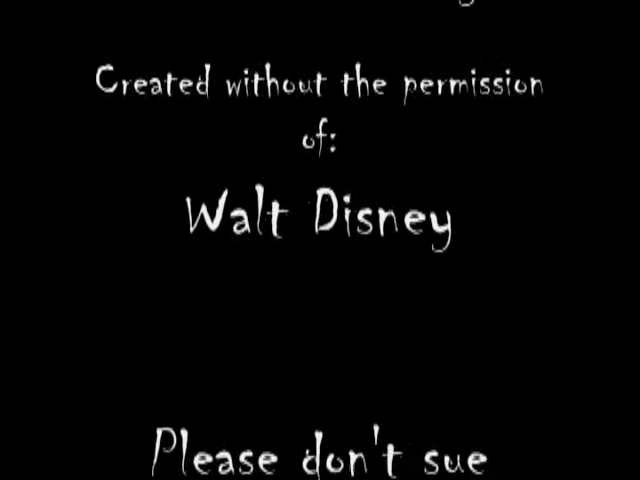 Created without the permission
of:
Walt Disney
Please don't sue